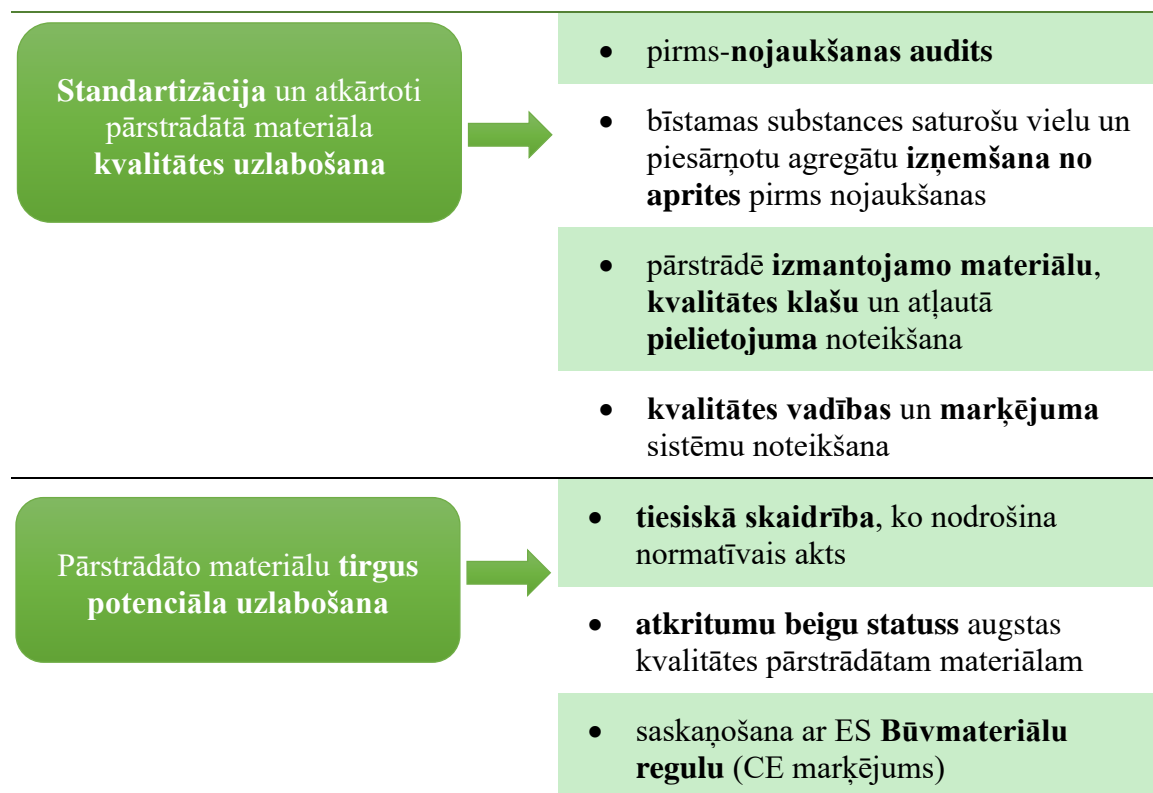 Standartizācija un atkārtoti
pārstrādātā materiāla
kvalitātes uzlabošana
• pirms-nojaukšanas audits
• bīstamas substances saturošu vielu un
piesārņotu agregātu izņemšana no
aprites pirms nojaukšanas
• pārstrādē izmantojamo materiālu,
kvalitātes klašu un atļautā
pielietojuma noteikšana
• kvalitātes vadības un marķējuma
sistēmu noteikšana
Pārstrādāto materiālu tirgus
potenciāla uzlabošana
• tiesiskā skaidrība, ko nodrošina
normatīvais akts
• atkritumu beigu statuss augstas
kvalitātes pārstrādātam materiālam
• saskaņošana ar ES Būvmateriālu
regulu (CE marķējums)